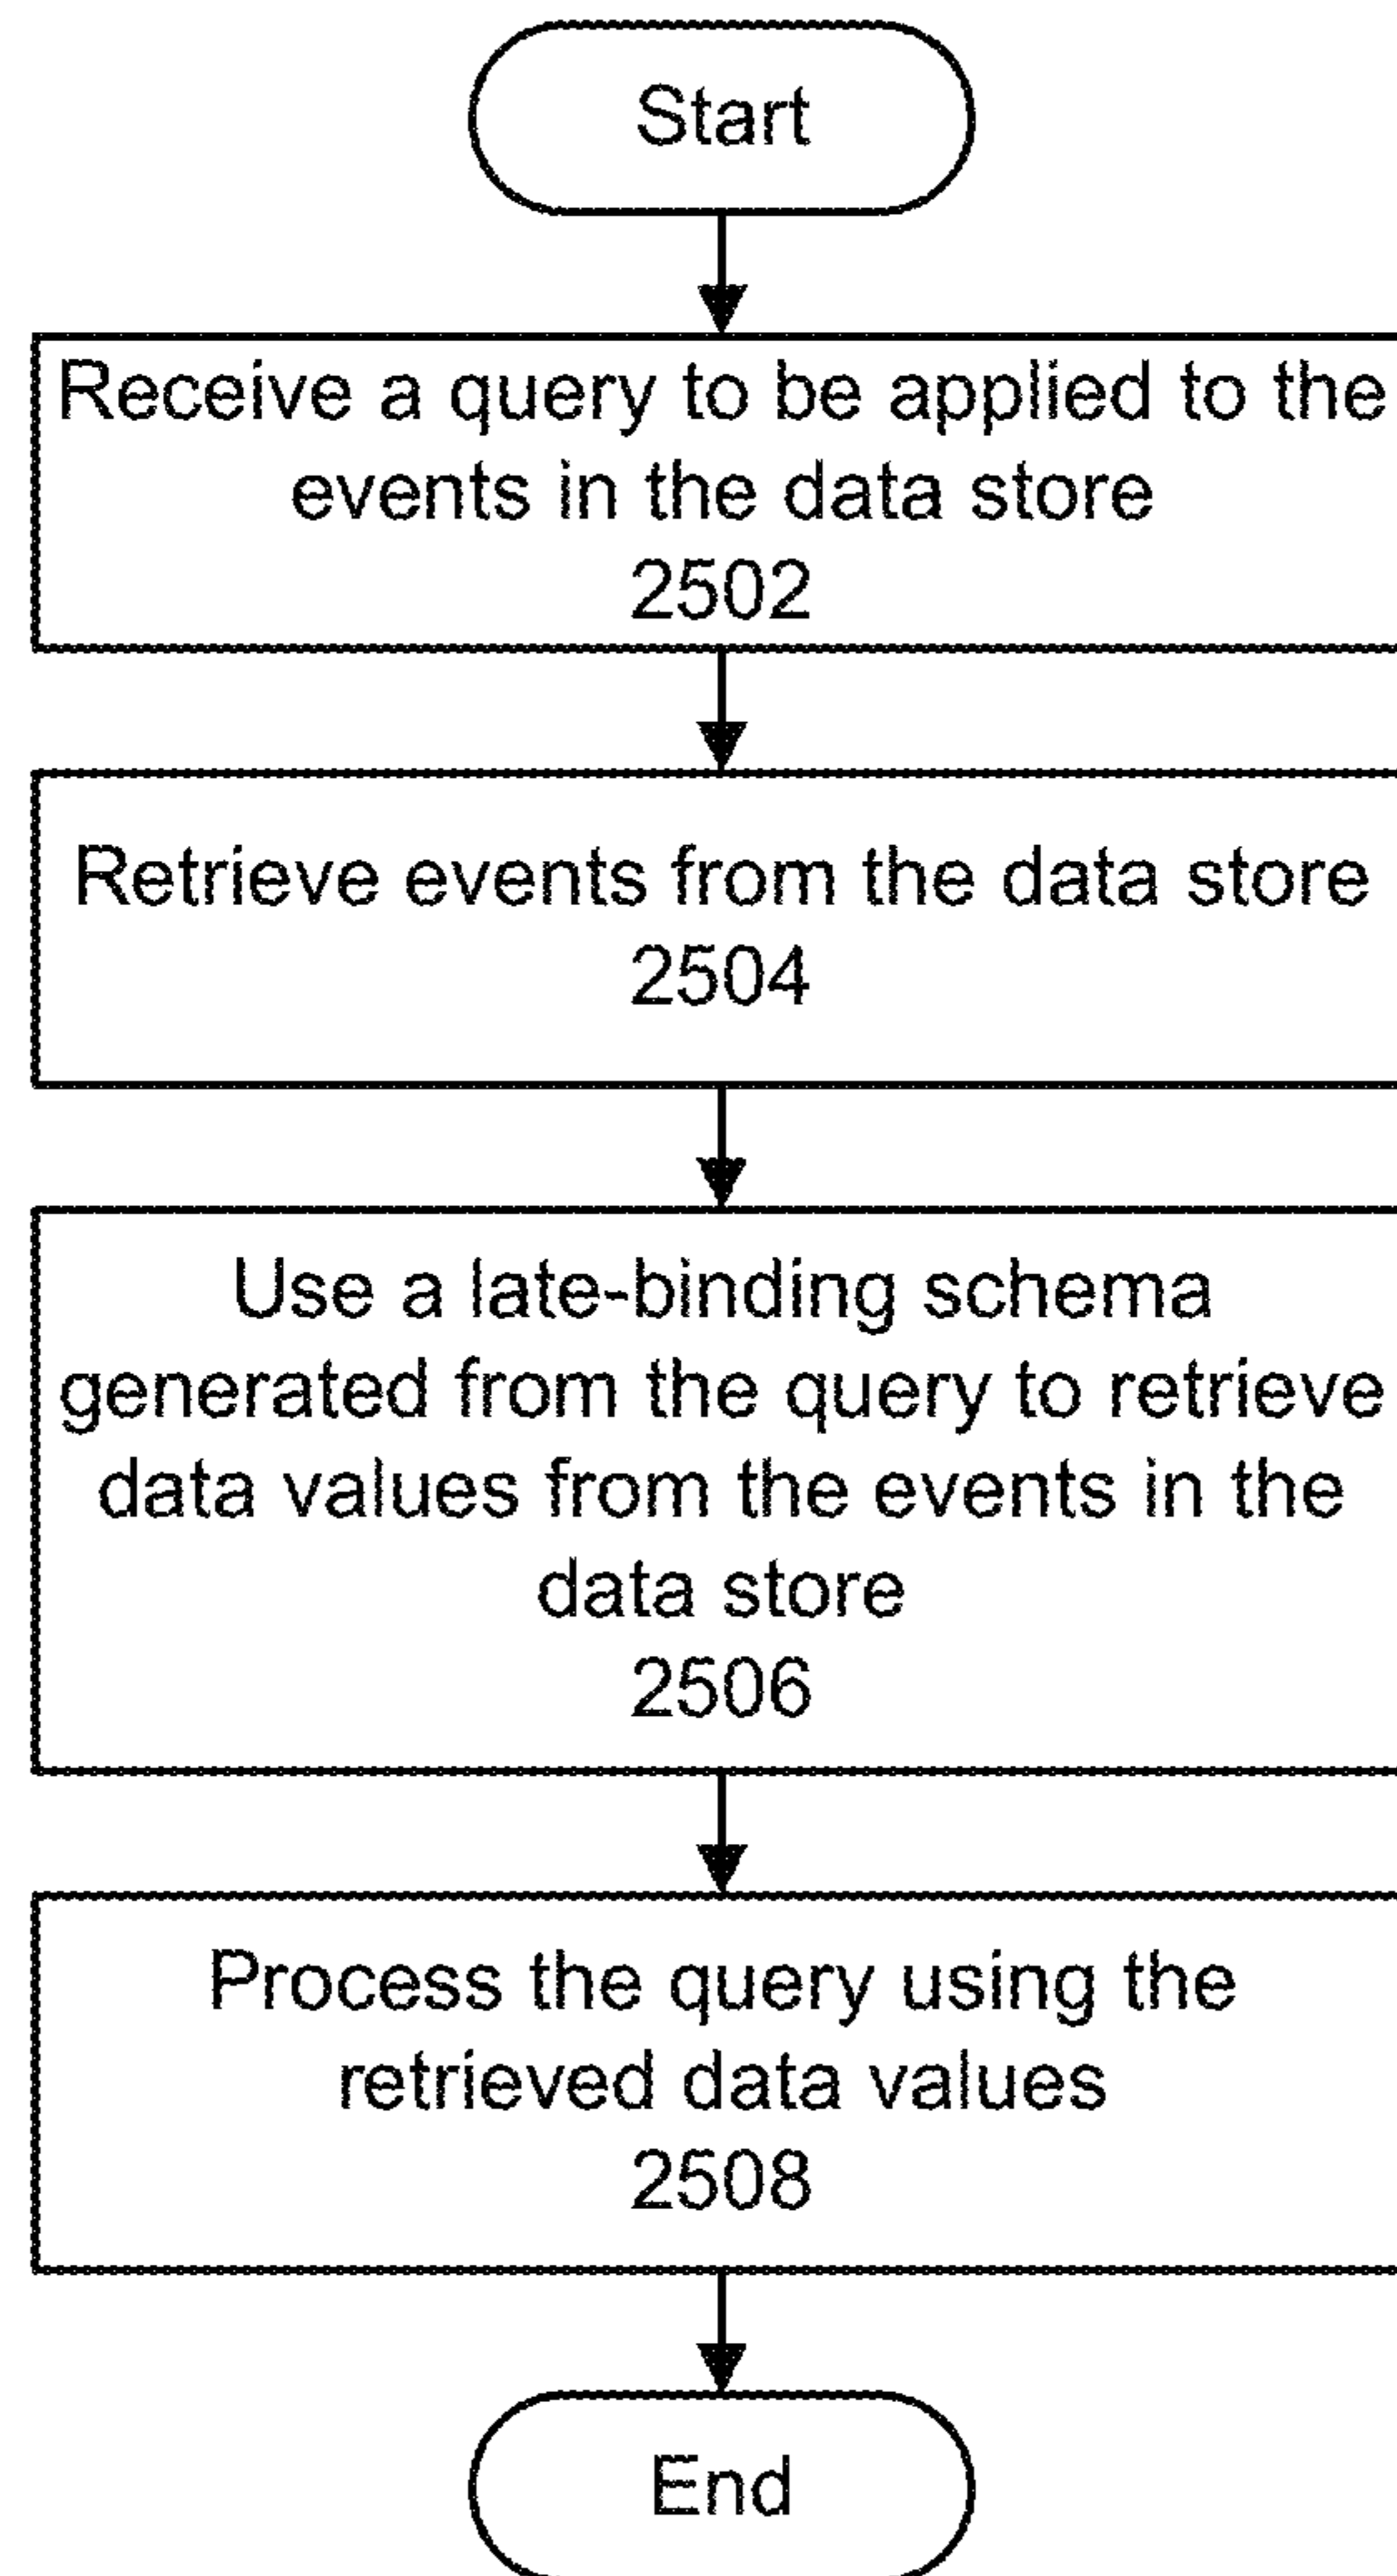 Start
Receive a query to be applied to the
events in the data store
2502
Retrieve events from the data store
2504
Use a late-binding schema
generated from the query to retrieve
data values from the events in the
data store
2506
Process the query using the
retrieved data values
2508
End